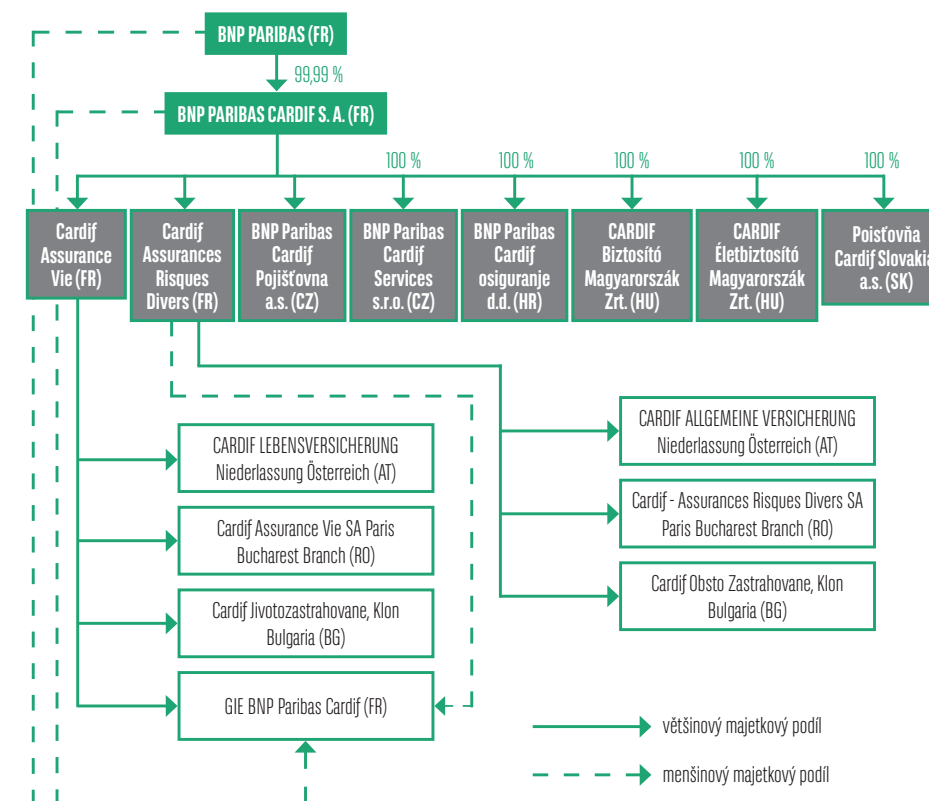 BNP PARIBAS (FR)
99,99 %
BNP PARIBAS CARDIF S. A. (FR)
100 %
100 %
100 %
100 %
100 %
Cardif
Assurance
Vie (FR)
Cardif
Assurances
Risques
Divers (FR)
BNP Paribas
Cardif
Pojišťovna
a.s. (CZ)
BNP Paribas
Cardif
Services
s.r.o. (CZ)
BNP Paribas
Cardif
osiguranje
d.d. (HR)
CARDIF
Biztosító
Magyarorszák
Zrt. (HU)
CARDIF
Életbiztosító
Magyarorszák
Zrt. (HU)
Poisťovňa
Cardif Slovakia
a.s. (SK)
CARDIF LEBENSVERSICHERUNG
Niederlassung Österreich (AT)
Cardif Assurance Vie SA Paris
Bucharest Branch (RO)
Cardif Jivotozastrahovane, Klon
Bulgaria (BG)
GIE BNP Paribas Cardif (FR)
CARDIF ALLGEMEINE VERSICHERUNG
Niederlassung Österreich (AT)
Cardif - Assurances Risques Divers SA
Paris Bucharest Branch (RO)
Cardif Obsto Zastrahovane, Klon
Bulgaria (BG)
většinový majetkový podíl
menšinový majetkový podíl